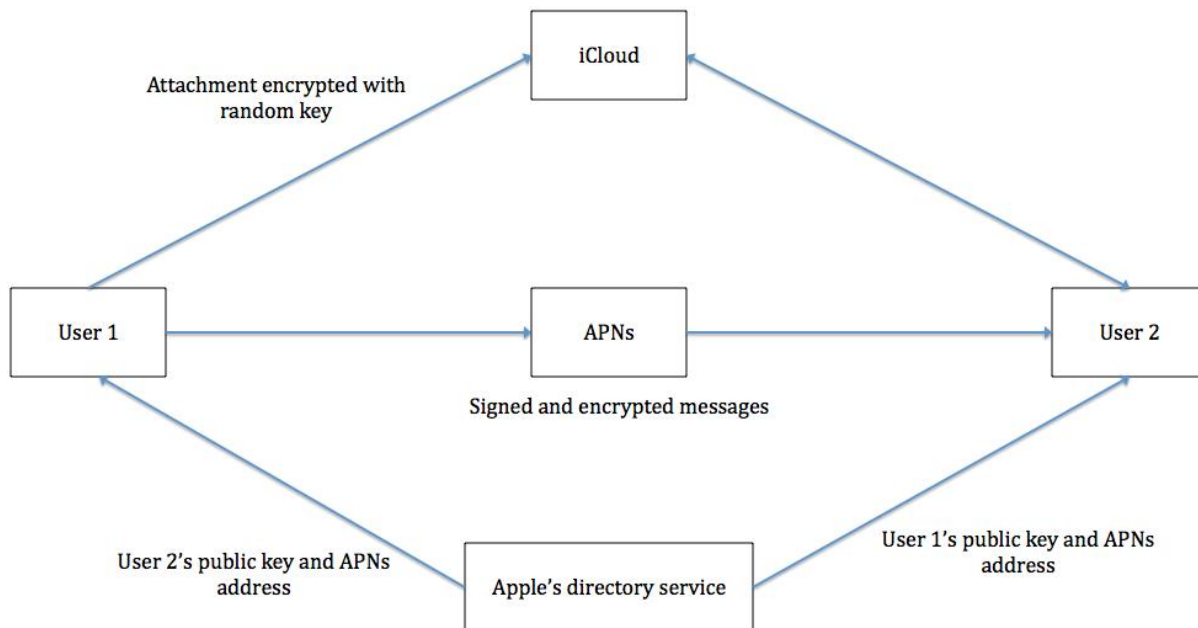 iCloud
Attachment encrypted with
random key
User 1
APNs
User 2
Signed and encrypted messages
User 2’s public key and APNs
address
Apple’s directory service
User 1’s public key and APNs
address